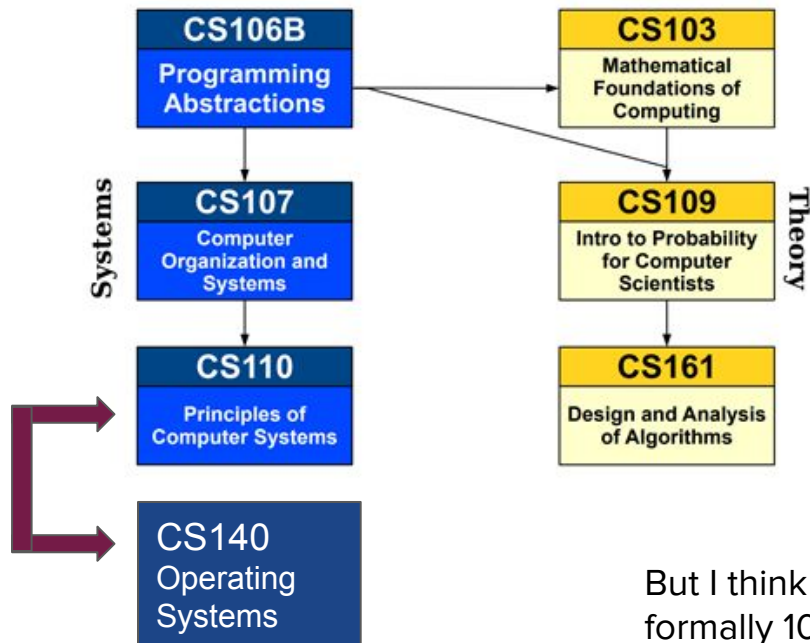 CS106B
Programming
Abstractions
CS103
Mathematical
Foundations of
Computing
Systems
CS107
Computer
Organization and
Systems
CS109
Intro to Probability
for Computer
Scientists
Theory
CS110
Principles of
Computer Systems
CS161
Design and Analysis
of Algorithms
CS140
Operating
Systems
But I think
formally 10